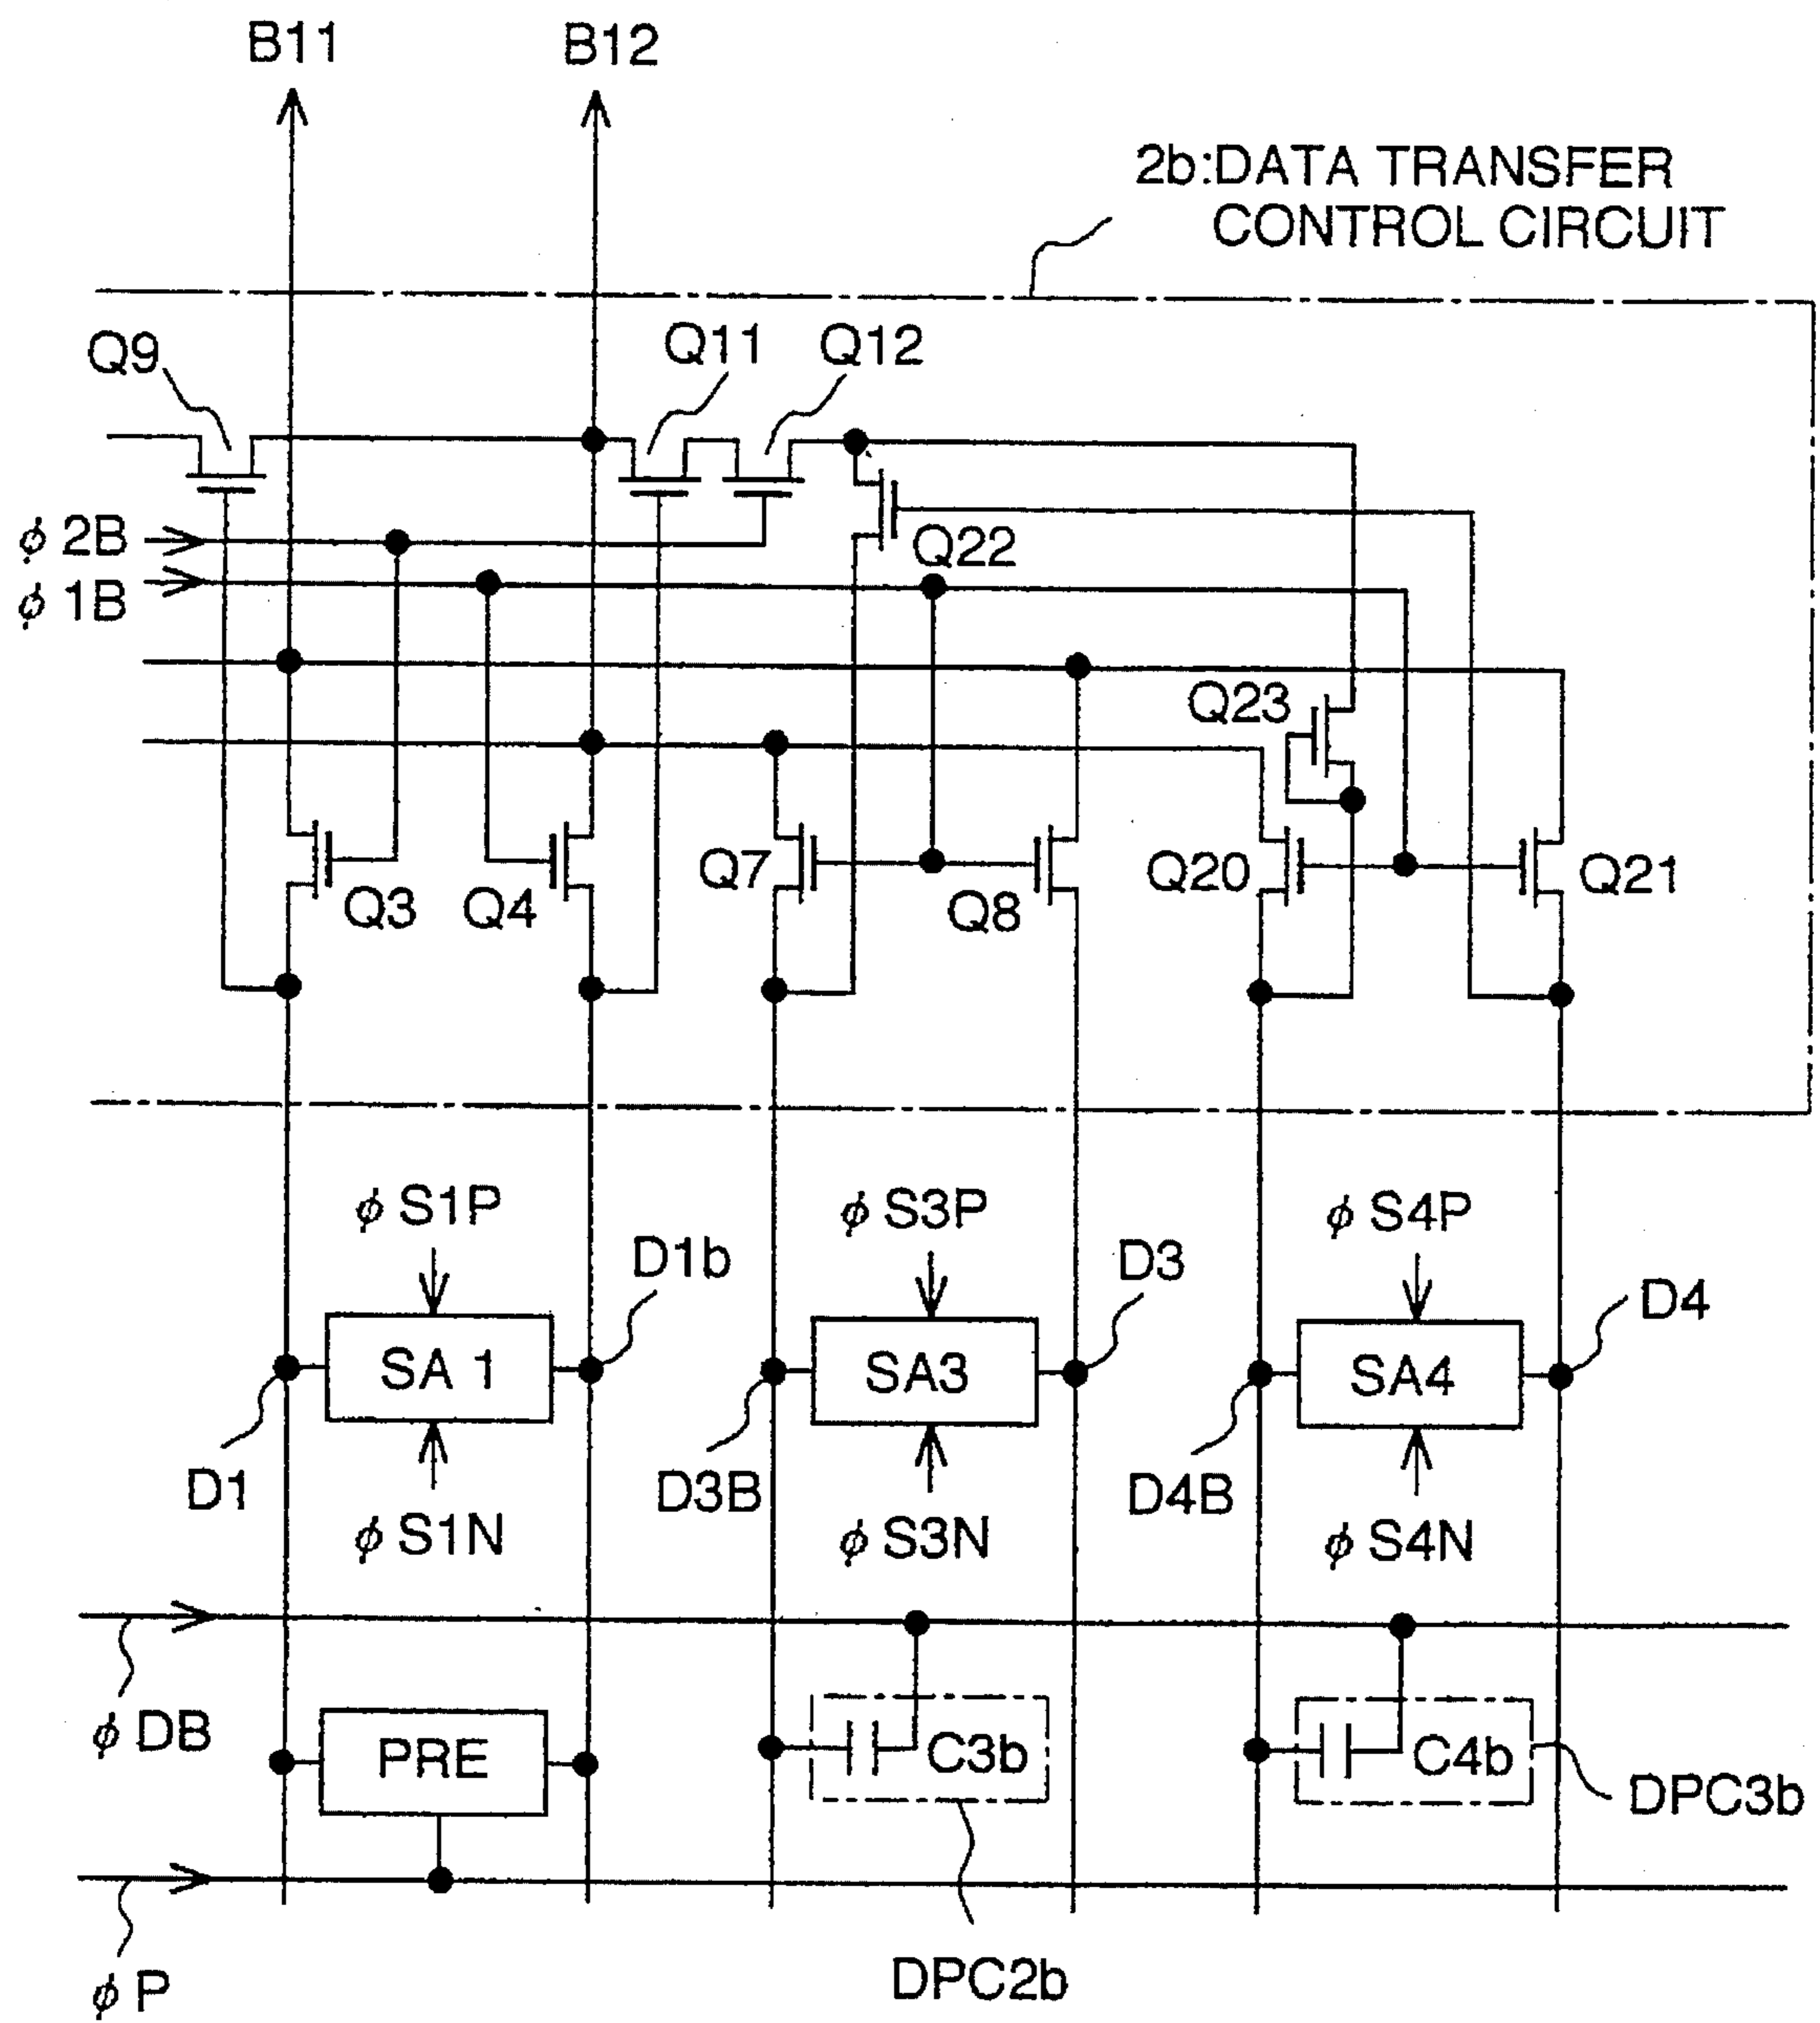 B11 B12
2b:DATA TRANSFER
CONTROL CIRCUIT
Q9 Q11 Q12
ϕ 2B Q22
ϕ 1B
Q23
Q3 Q4 Q7 Q8 Q20 Q21
ϕ S1P ϕ S3P ϕ S4P
D1b D3 D4
SA 1 SA3 SA4
D1 D3B D4B
ϕ S1N ϕ S3N ϕ S4N
ϕ DB PRE C3b C4b
DPC3b
ϕ P DPC2b